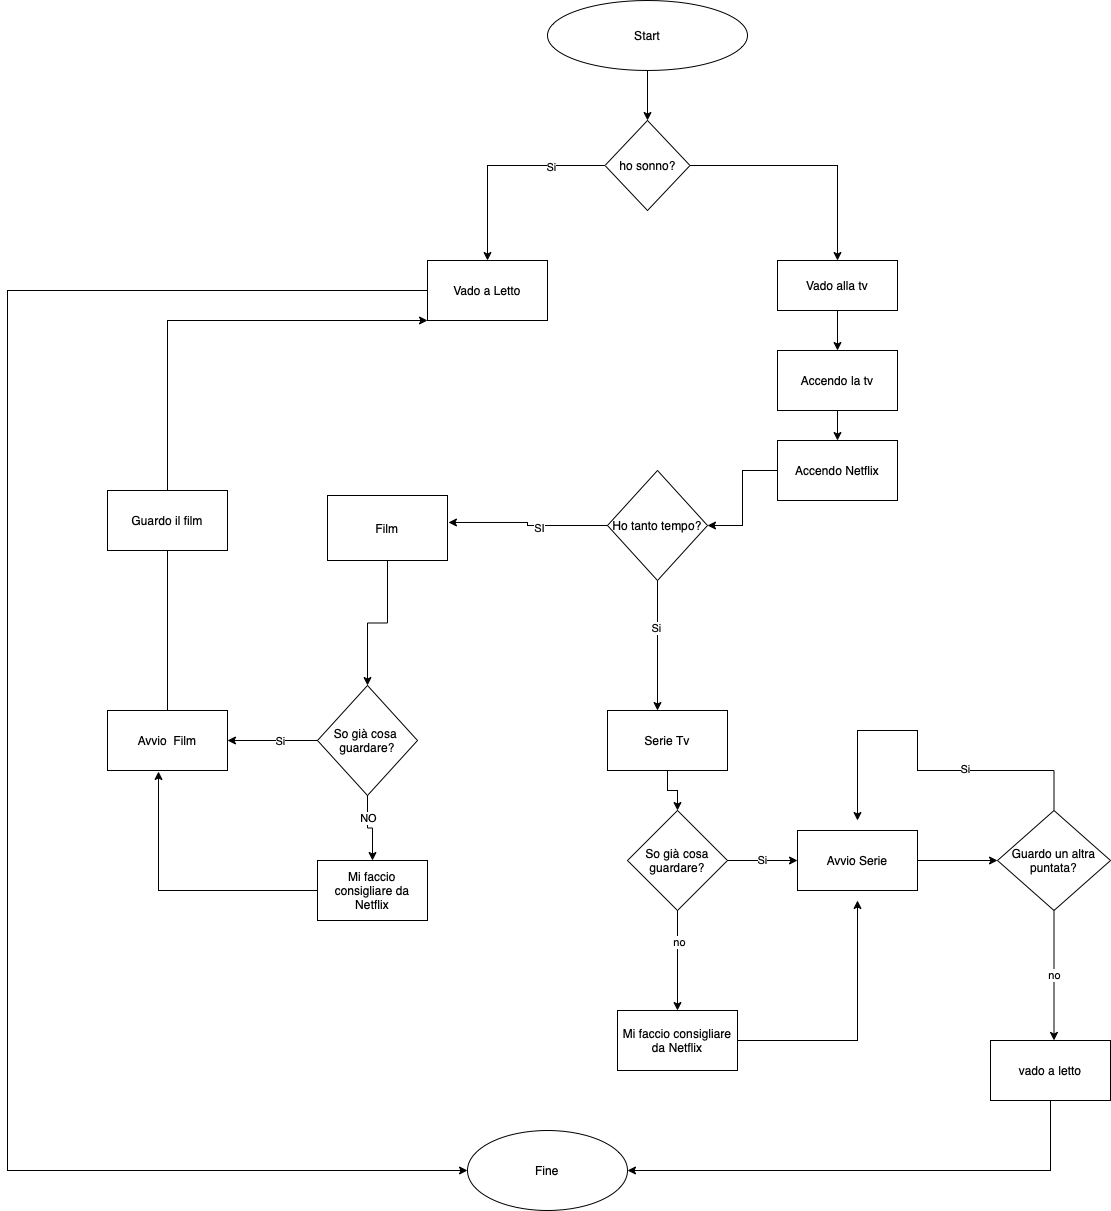 Start
ho sonno?
Si
Vado a Letto
Vado alla tv
Accendo la tv
Accendo Netflix
Ho tanto tempo?
SI
Film
Guardo il film
Si
So già cosa
guardare?
Si
Avvio  Film
NO
Mi faccio
consigliare da
Netflix
Serie Tv
So già cosa
guardare?
Si
Avvio Serie
Si
Guardo un altra
puntata?
no
Mi faccio consigliare
da Netflix
no
vado a letto
Fine